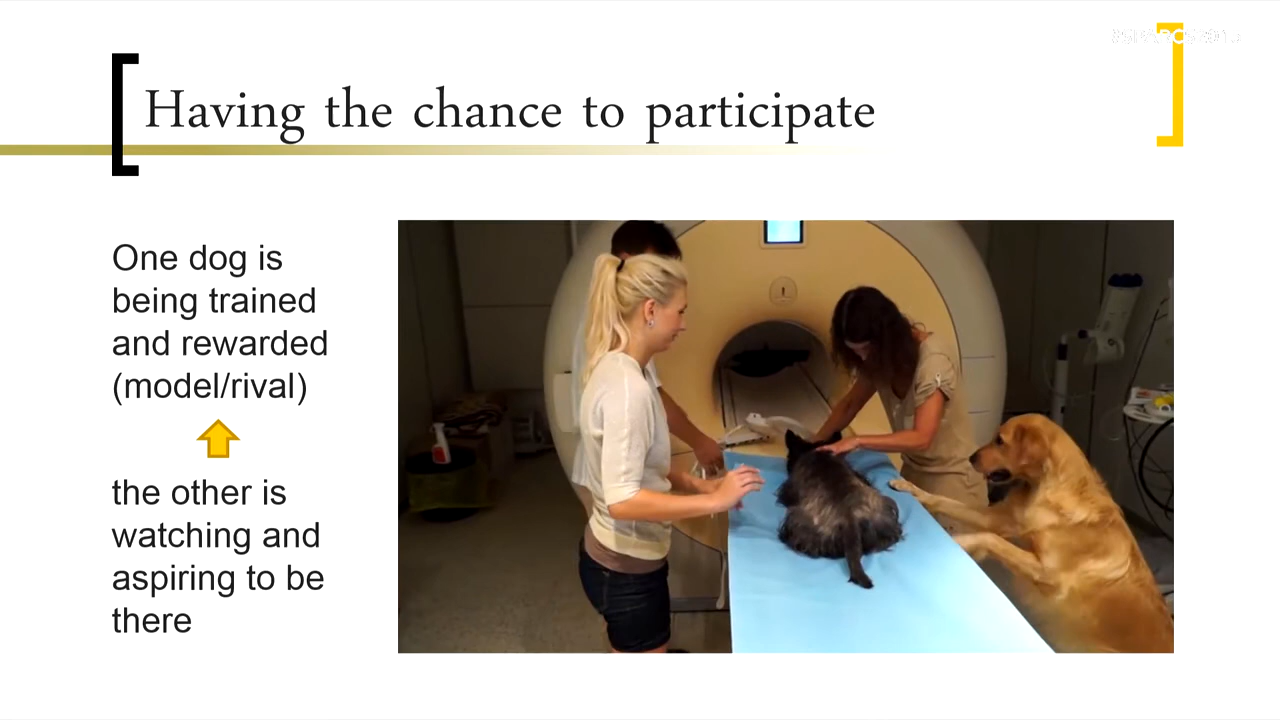 Having the chance to participate
One dog is
being trained
and rewarded
(model/rival)
the other is
watching and
aspiring to be
there